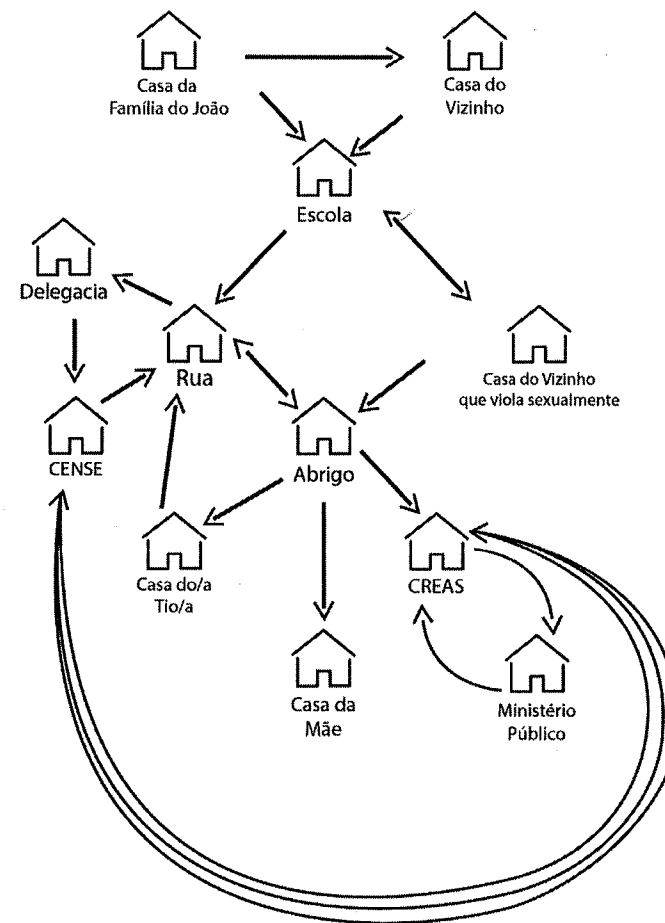 Casa da
Família do João
Casa do
Vizinho
Escola
Delegacia
Rua
Casa do Vizinho
que viola sexualmente
CENSE
Abrigo
Casa do/a
Tio/a
CREAS
Casa da
Mãe
Ministério
Público